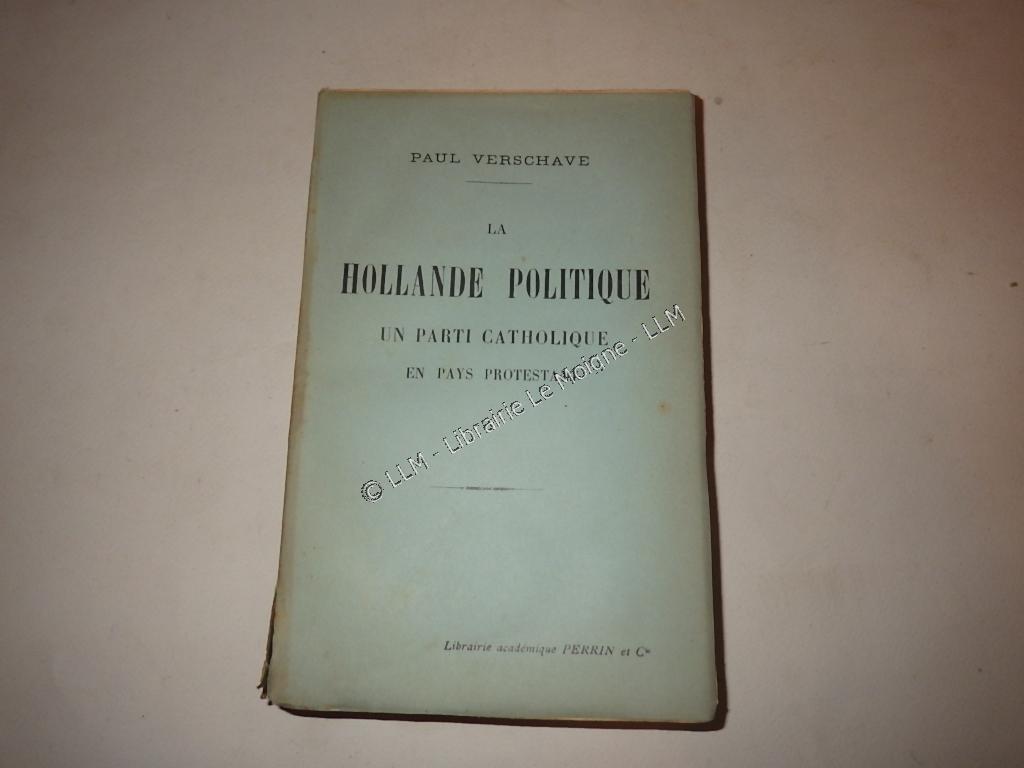 PAUL VERSCHAVE
LA
HOLLANDE POLITIQUE
UN PARTI CATHOLIQUE
EN PAYS
Librairie académique PERRIN et Cie
© LLM - Librairie Le Moigne - LLM